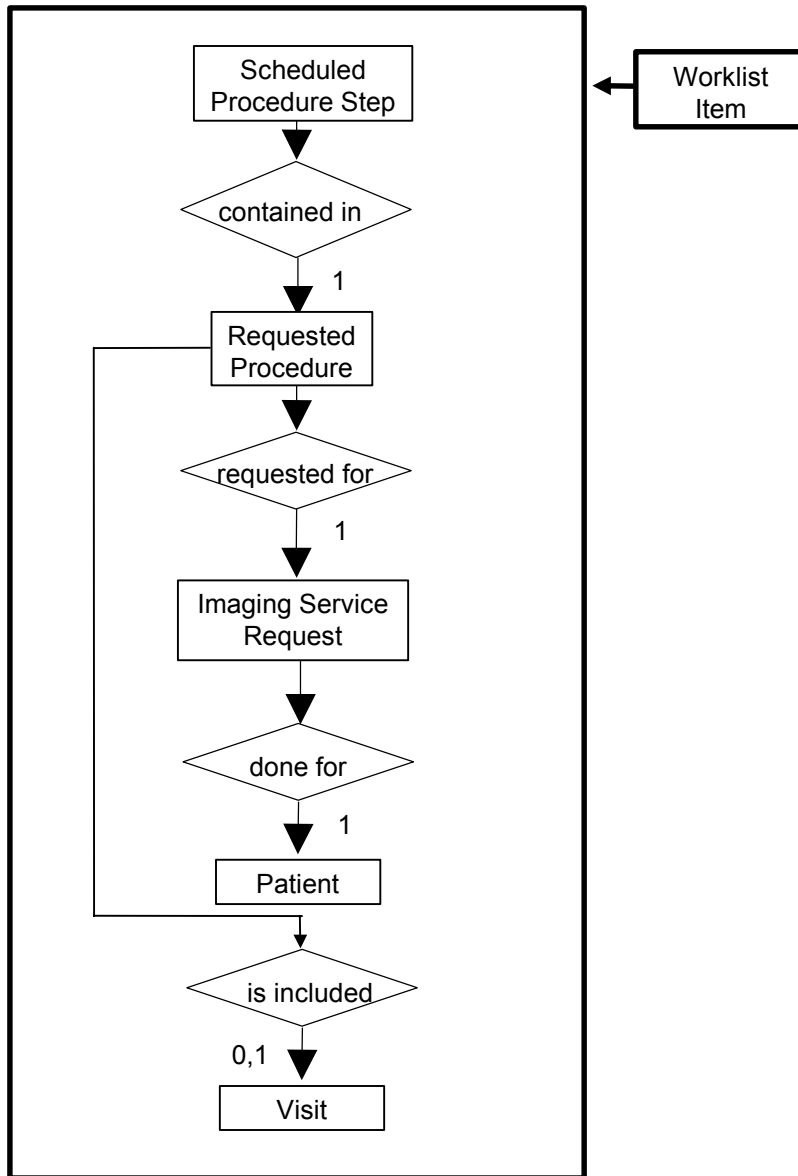 Scheduled
Procedure Step
Worklist
Item
contained in
1
Requested
Procedure
requested for
1
Imaging Service
Request
done for
1
Patient
is included
0,1
Visit